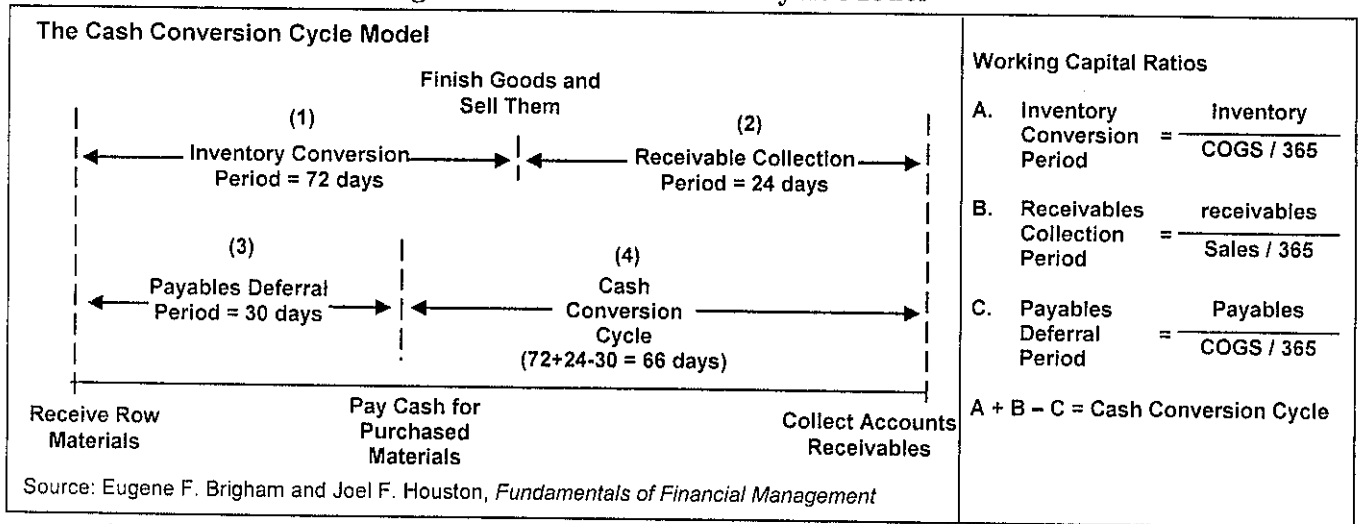 The Cash Conversion Cycle Model
Finish Goods and
Sell Them
(1)
Inventory Conversion
Period = 72 days
(2)
Receivable Collection
Period = 24 days
(3)
Payables Deferral
Period = 30 days
(4)
Cash
Conversion
Cycle
(72+24-30 = 66 days)
Receive Row
Materials
Pay Cash for
Purchased
Materials
Collect Accounts
Receivables
Source: Eugene F. Brigham and Joel F. Houston, Fundamentals of Financial Management
Working Capital Ratios
A. Inventory
Conversion
Period
=
Inventory
COGS / 365
B. Receivables
Collection
Period
=
receivables
Sales / 365
C. Payables
Deferral
Period
=
Payables
COGS / 365
A + B – C = Cash Conversion Cycle